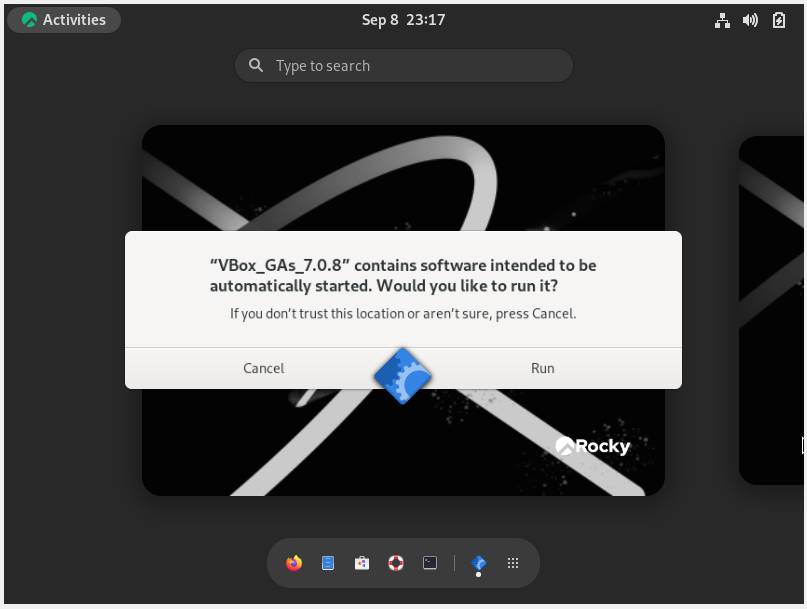 Activities
Sep 8 23:17
Type to search
“VBox_GAs_7.0.8” contains software intended to be
automatically started. Would you like to run it?
If you don’t trust this location or aren’t sure, press Cancel.
Cancel
Run
Rocky